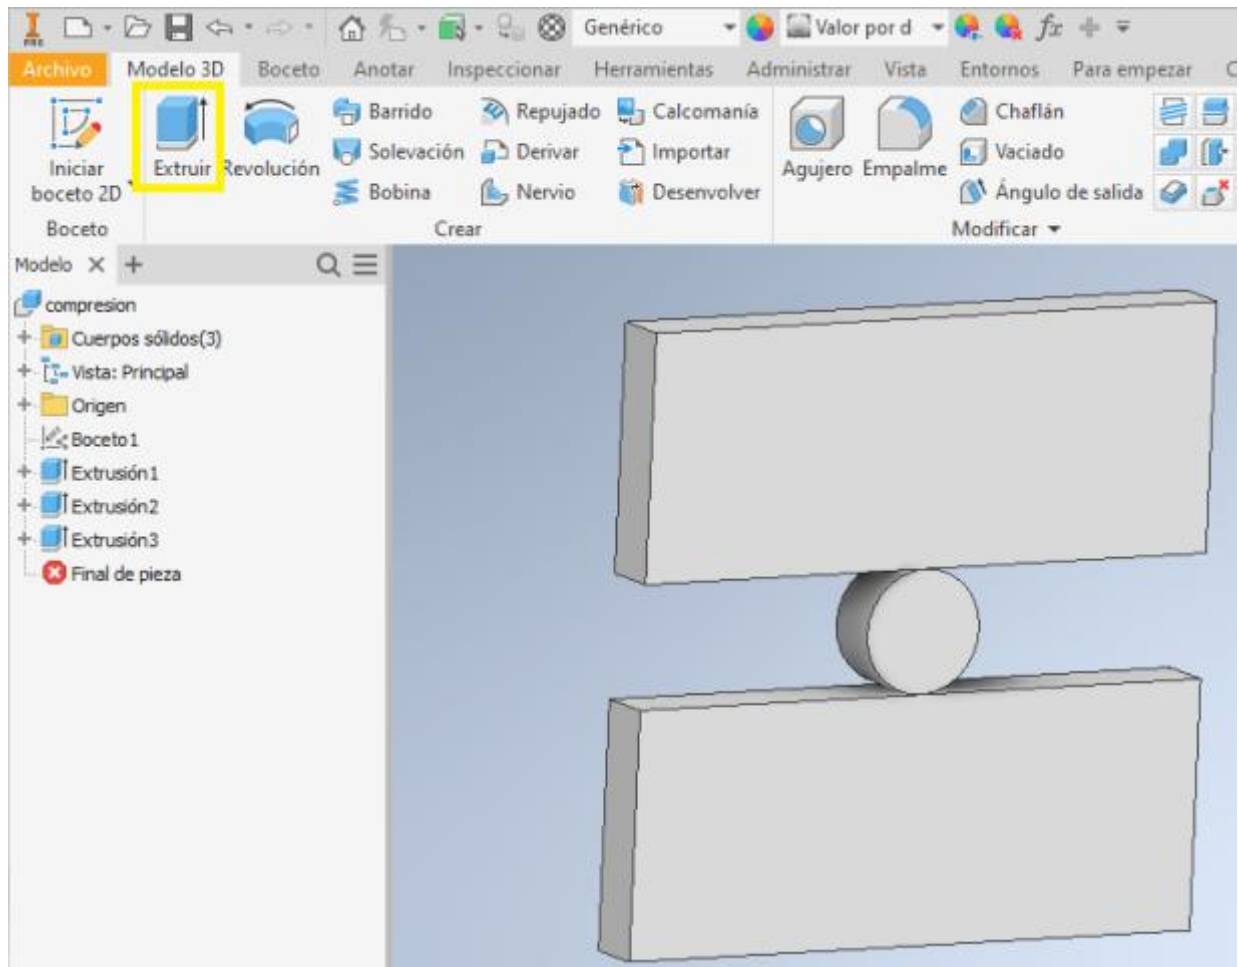 PRO
Genérico
Valor por d
fx
Archivo Modelo 3D Boceto Anotar Inspeccionar Herramientas Administrar Vista Entornos Para empezar C
Iniciar boceto 2D
Extruir
Revolución
Barrido
Solevación
Bobina
Repujado
Derivar
Nervio
Calcomanía
Importar
Desenvolver
Agujero
Empalme
Chaflán
Vaciado
Ángulo de salida
Boceto
Crear
Modificar
Modelo
compresion
Cuerpos sólidos(3)
Vista: Principal
Origen
Boceto1
Extrusión1
Extrusión2
Extrusión3
Final de pieza